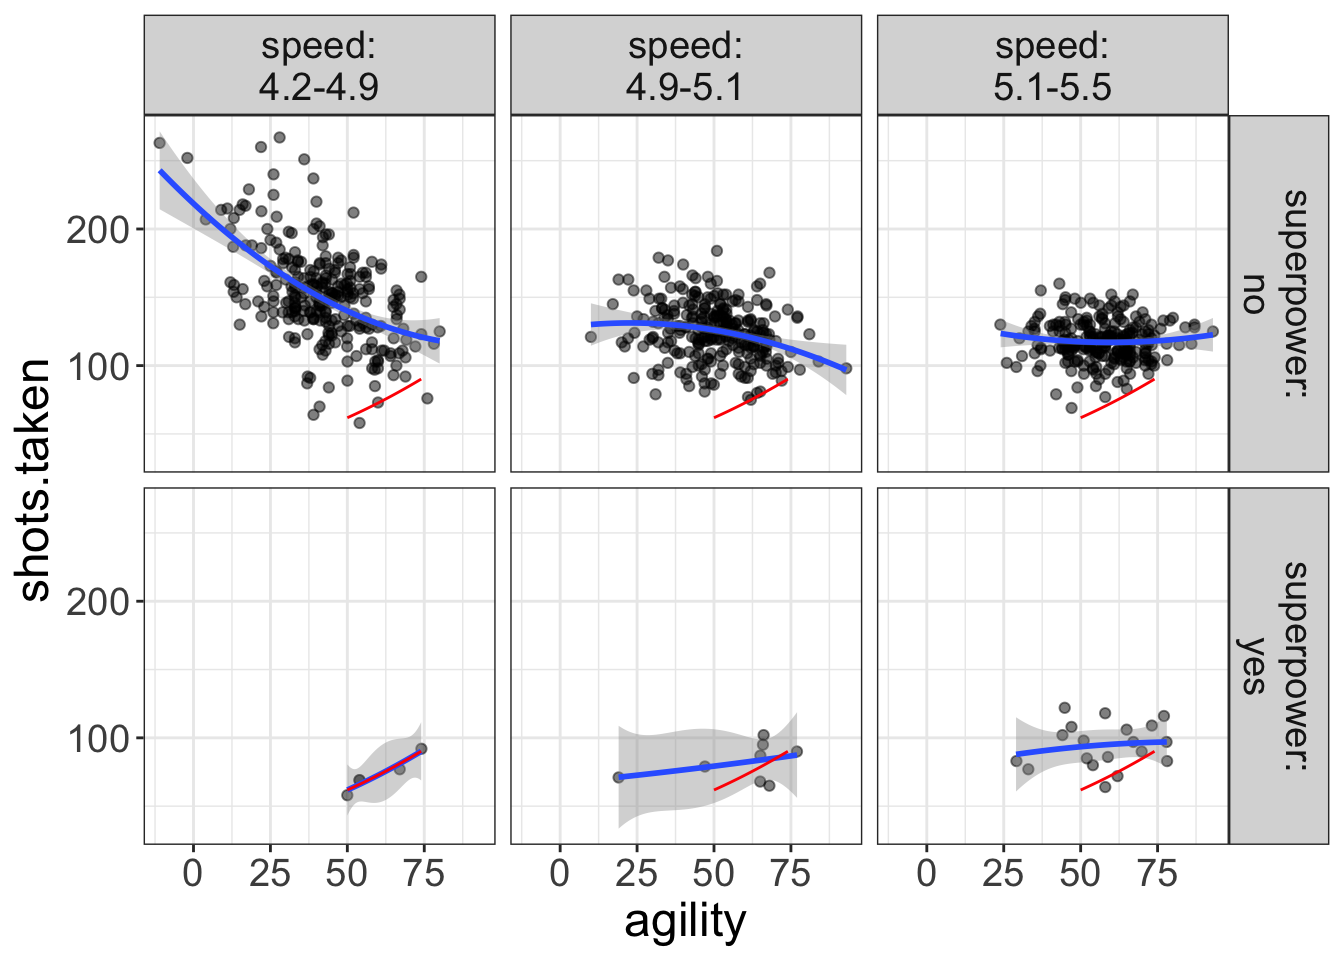 speed:
4.2-4.9
speed:
4.9-5.1
speed:
5.1-5.5
superpower:
no
superpower:
yes
shots.taken
200
100
200
100
0 25 50 75
0 25 50 75
0 25 50 75
agility